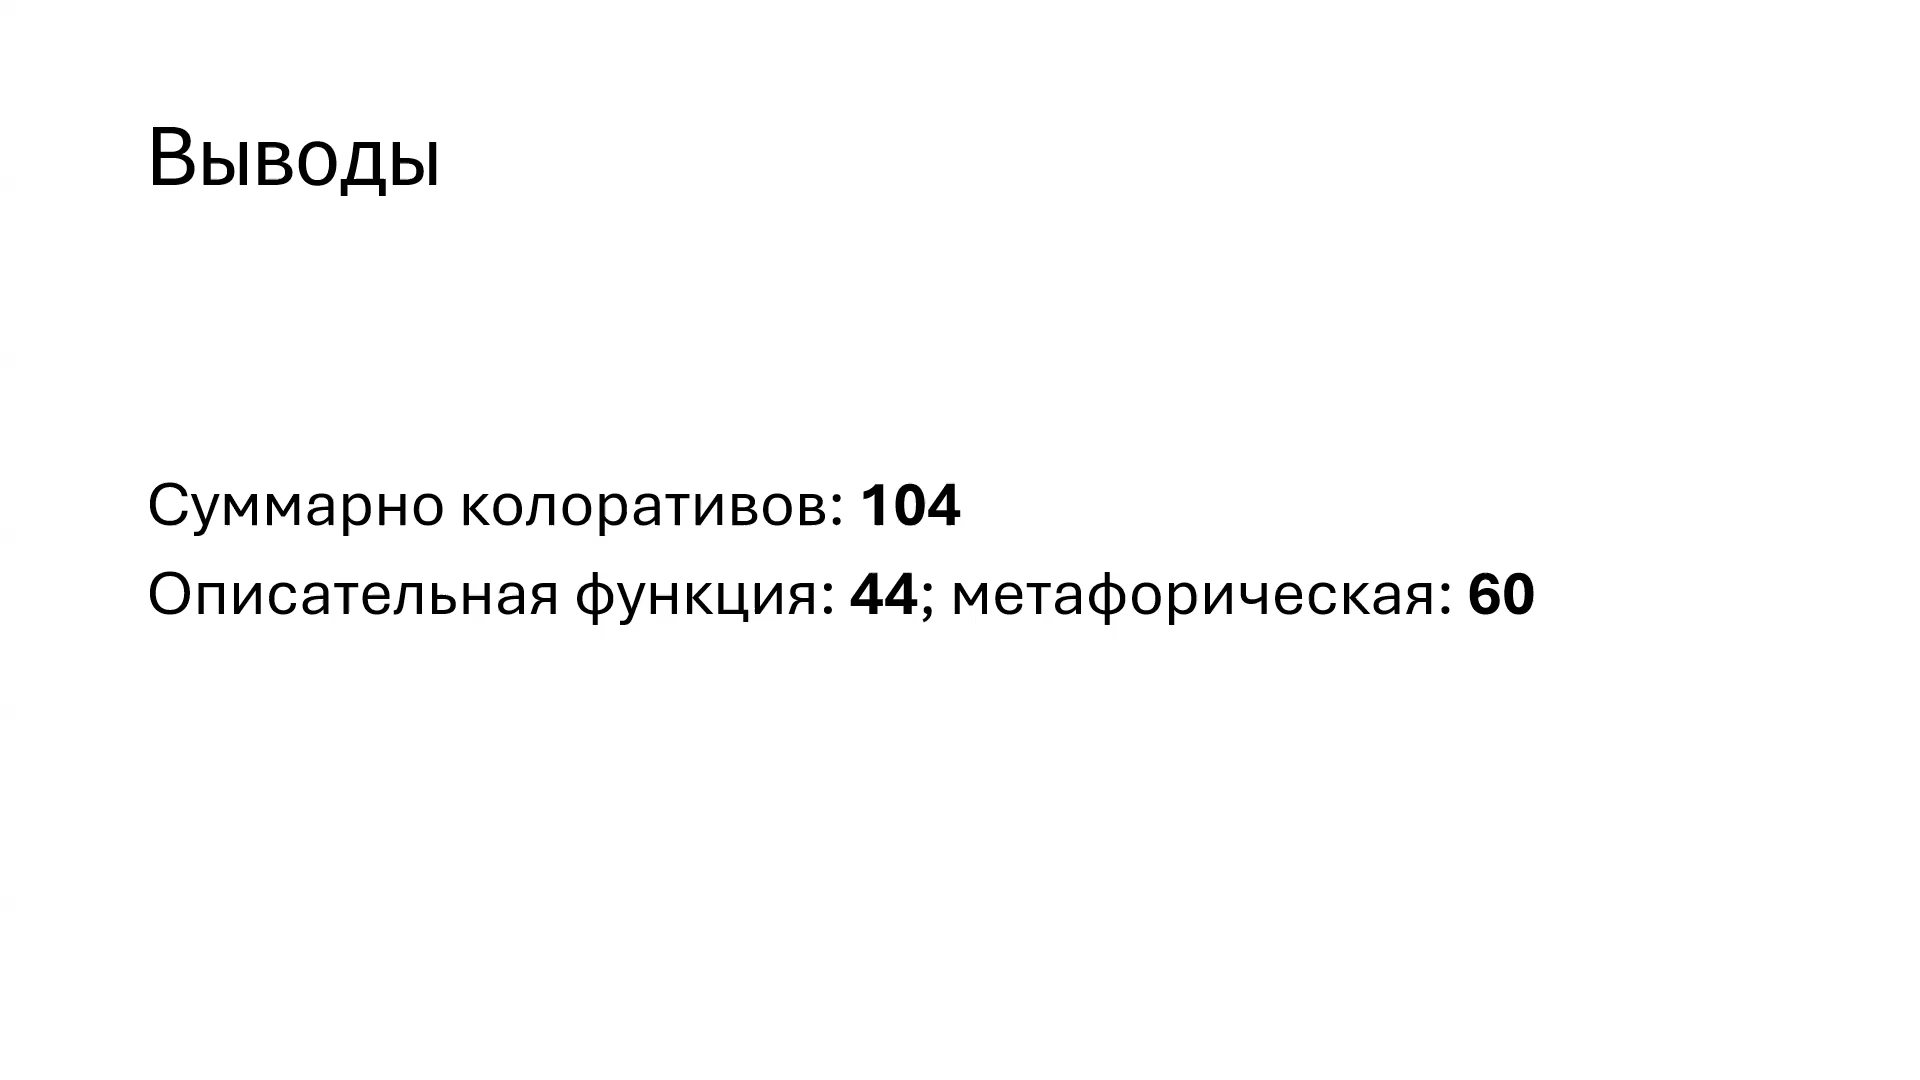 Выводы
Суммарно колоративов: 104
Описательная функция: 44; метафорическая: 60